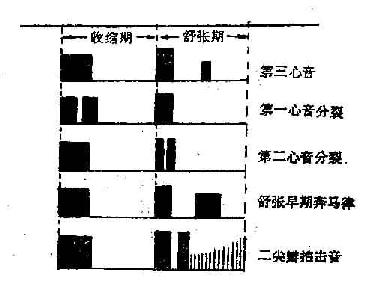 收缩期 舒张期
第三心音
第一心音分裂
第二心音分裂.
舒张早期奔马律
二尖瓣拍击音